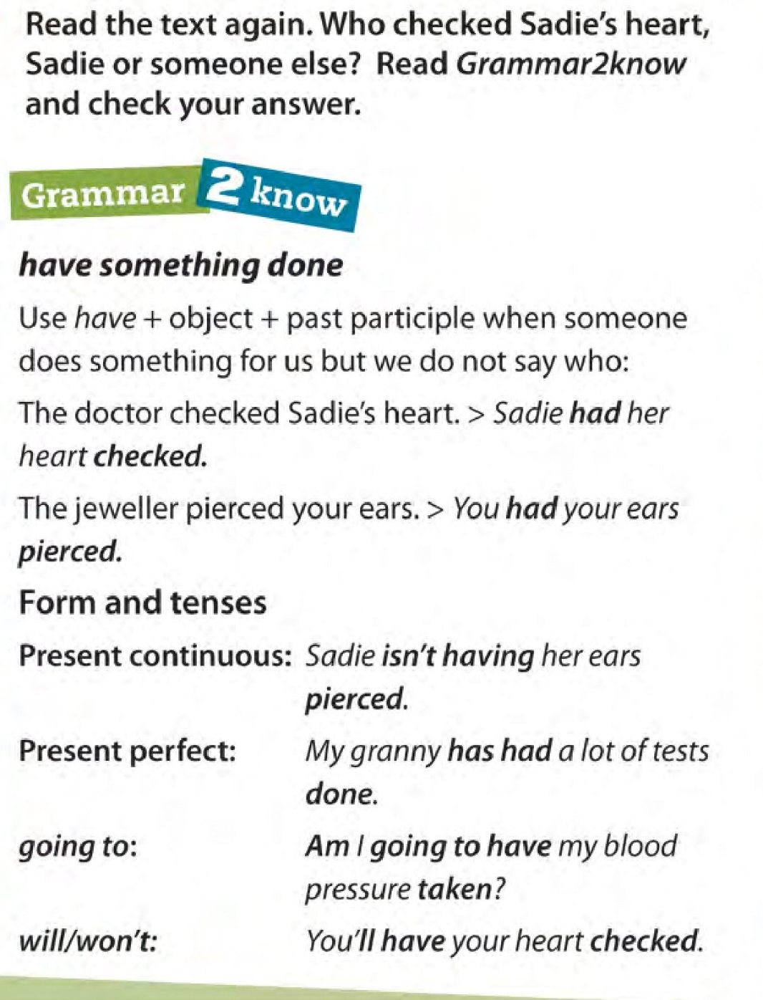 Read the text again. Who checked Sadie's heart,
Sadie or someone else? Read Grammar2know
and check your answer.
Grammar 2 know
have something done
Use have + object + past participle when someone
does something for us but we do not say who:
The doctor checked Sadie's heart. > Sadie had her
heart checked.
The jeweller pierced your ears. > You had your ears
pierced.
Form and tenses
Present continuous: Sadie isn't having her ears
pierced.
Present perfect: My granny has had a lot of tests
done.
going to: Am I going to have my blood
pressure taken?
will/won't: You'll have your heart checked.